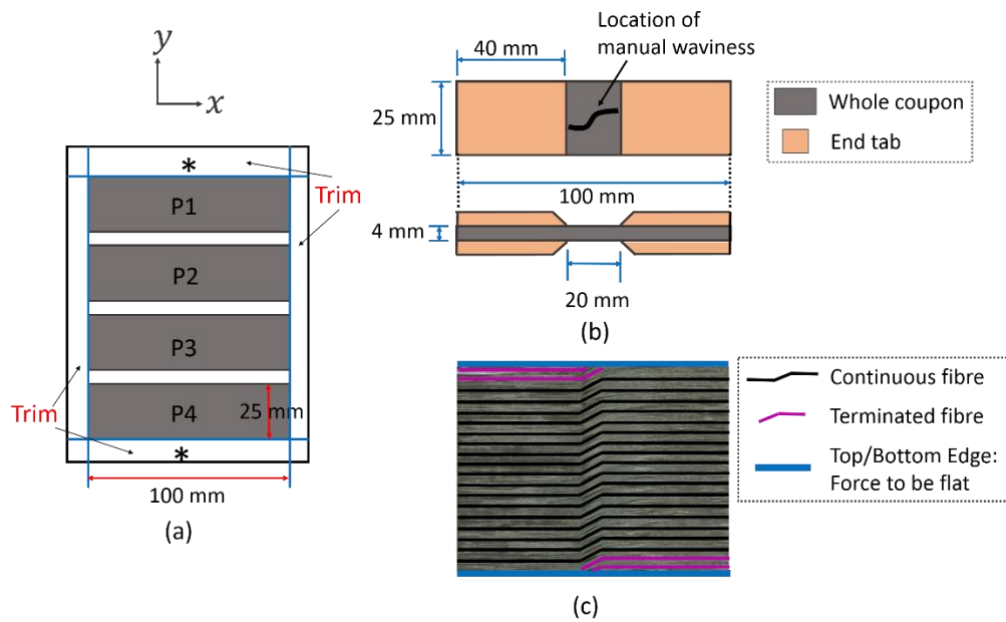 y
x
*
Trim
P1
P2
P3
P4
25 mm
Trim
*
100 mm
(a)
Location of
manual waviness
40 mm
25 mm
100 mm
4 mm
20 mm
(b)
Whole coupon
End tab
Continuous fibre
Terminated fibre
Top/Bottom Edge:
Force to be flat
(c)